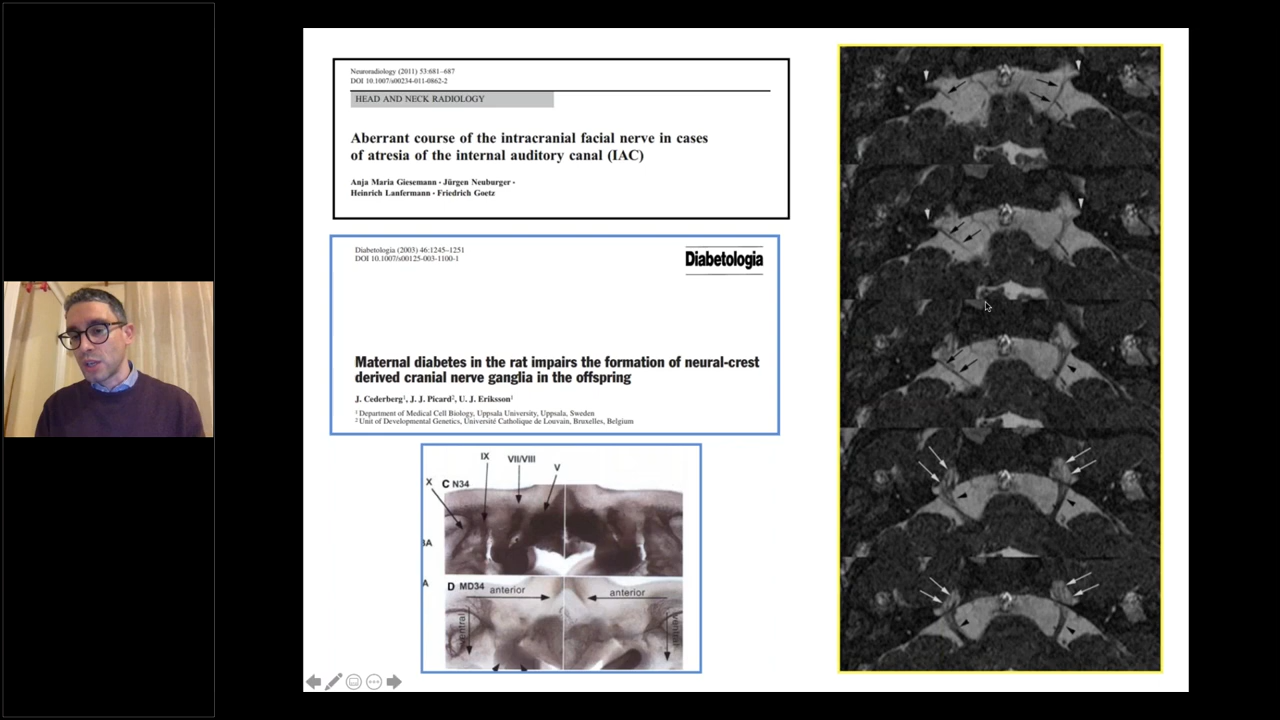 Neuroradiology (2011) 53:681–687
DOI 10.1007/s00234-011-0862-2
HEAD AND NECK RADIOLOGY
Aberrant course of the intracranial facial nerve in cases
of atresia of the internal auditory canal (IAC)
Anja Maria Giesemann · Jürgen Neuburger ·
Heinrich Lanfermann · Friedrich Goetz
Diabetologia (2003) 46:1245–1251
DOI 10.1007/s00125-003-1100-1
Diabetologia
Maternal diabetes in the rat impairs the formation of neural-crest
derived cranial nerve ganglia in the offspring
J. Cederberg¹, J. J. Picard², U. J. Eriksson¹
¹ Department of Medical Cell Biology, Uppsala University, Uppsala, Sweden
² Unit of Developmental Genetics, Université Catholique de Louvain, Bruxelles, Belgium
IX VII/VIII V
X C N34
BA
A D MD34 anterior anterior